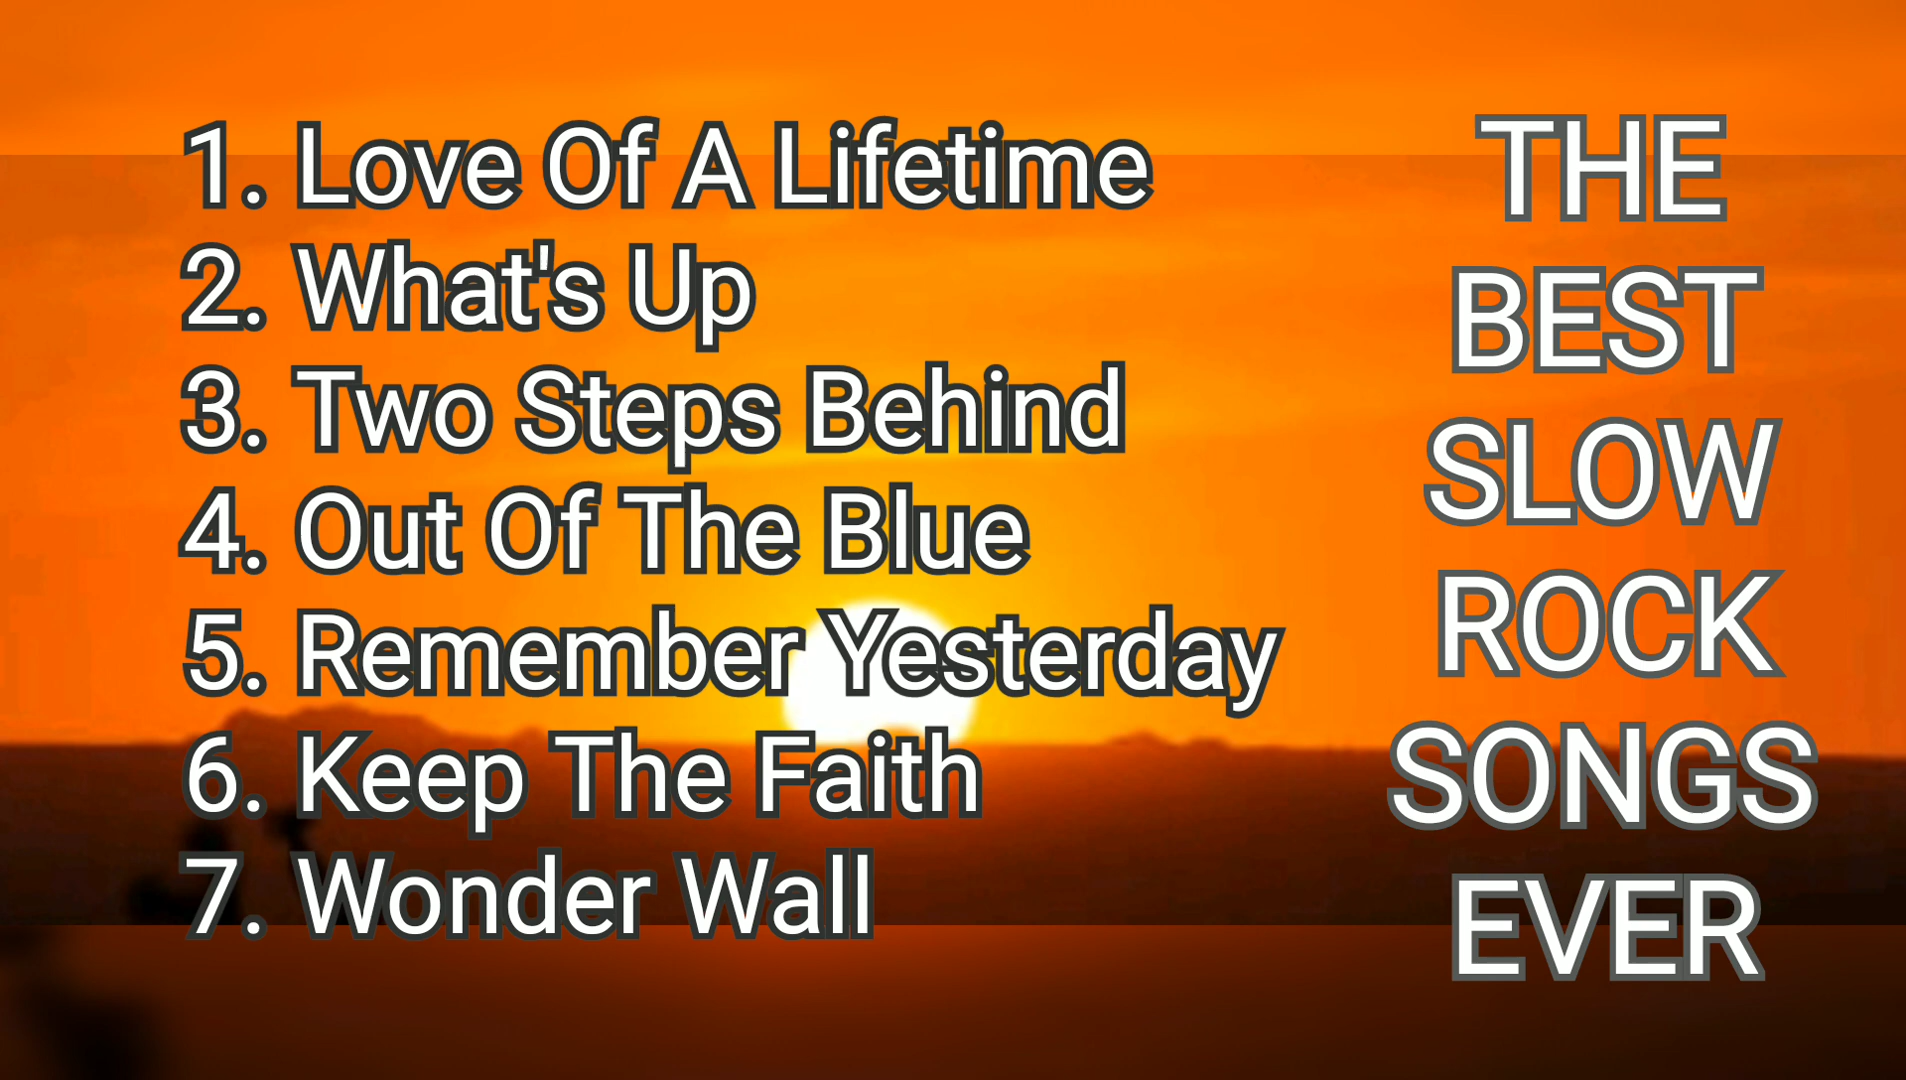 1. Love Of A Lifetime
2. What's Up
3. Two Steps Behind
4. Out Of The Blue
5. Remember Yesterday
6. Keep The Faith
7. Wonder Wall
THE
BEST
SLOW
ROCK
SONGS
EVER